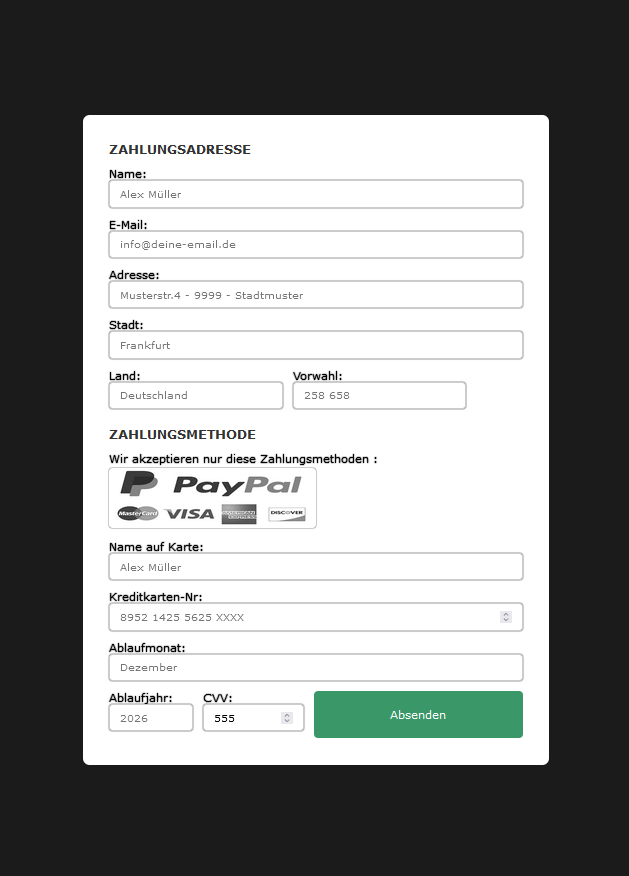 ZAHLUNGSADRESSE
Name:
Alex Müller
E-Mail:
info@deine-email.de
Adresse:
Musterstr.4 - 9999 - Stadtmuster
Stadt:
Frankfurt
Land: Vorwahl:
Deutschland 258 658
ZAHLUNGSMETHODE
Wir akzeptieren nur diese Zahlungsmethoden :
PayPal
MasterCard VISA AMERICAN EXPRESS DISCOVER
Name auf Karte:
Alex Müller
Kreditkarten-Nr:
8952 1425 5625 XXXX
Ablaufmonat:
Dezember
Ablaufjahr: CVV:
2026 555 Absenden